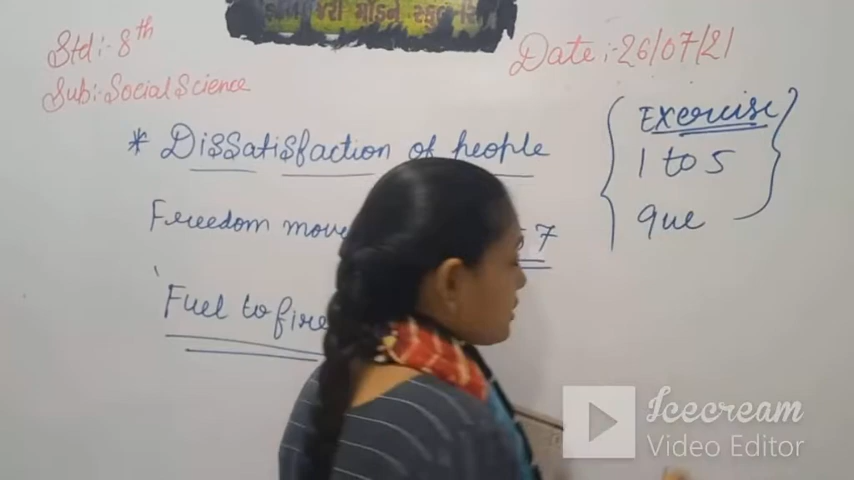 મોર્ડન સ્કૂલ
Std:- 8th
Date:- 26/07/21
Sub:- Social Science
* Dissatisfaction of people
Exercise
1 to 5
que
Freedom move 7
Fuel to fire
Icecream
Video Editor